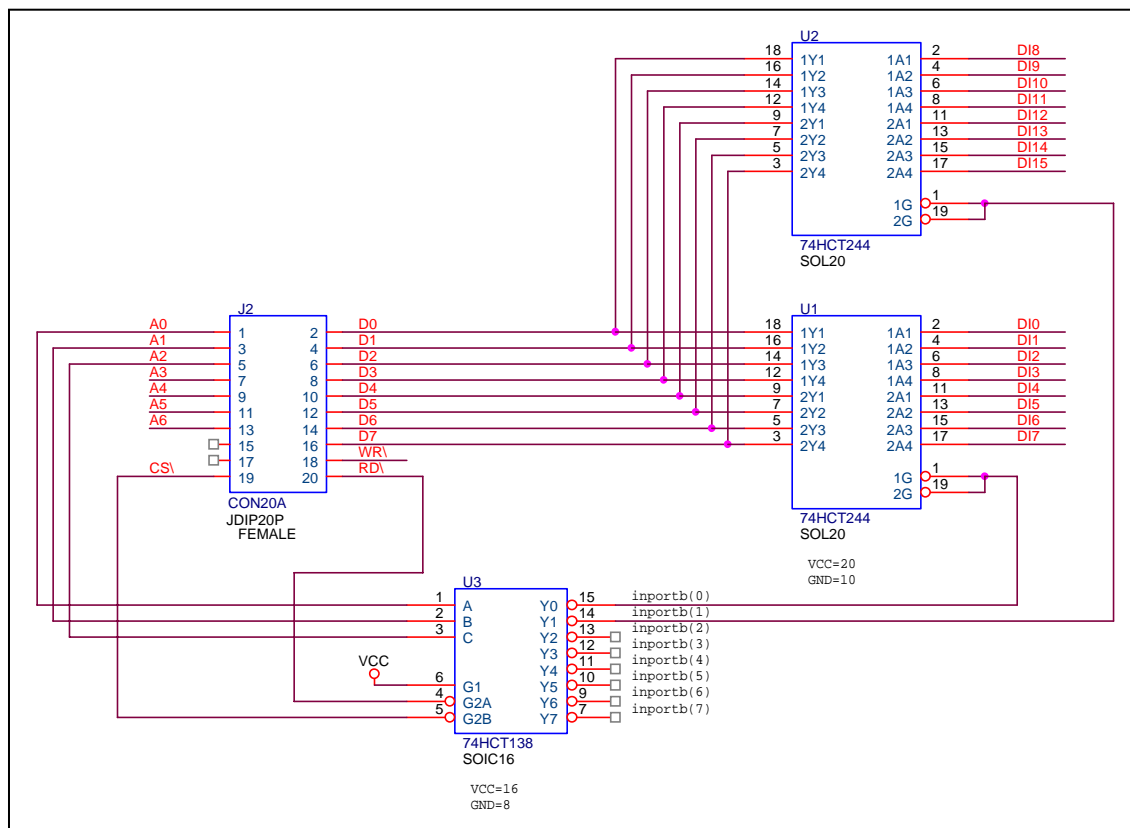 U2
18 1Y1 1A1 2 DI8
16 1Y2 1A2 4 DI9
14 1Y3 1A3 6 DI10
12 1Y4 1A4 8 DI11
9 2Y1 2A1 11 DI12
7 2Y2 2A2 13 DI13
5 2Y3 2A3 15 DI14
3 2Y4 2A4 17 DI15
1G 1
2G 19
74HCT244
SOL20
J2
A0 1 2 D0
A1 3 4 D1
A2 5 6 D2
A3 7 8 D3
A4 9 10 D4
A5 11 12 D5
A6 13 14 D6
15 16 D7
17 18 WR\
CS\ 19 20 RD\
CON20A
JDIP20P
FEMALE
U1
18 1Y1 1A1 2 DI0
16 1Y2 1A2 4 DI1
14 1Y3 1A3 6 DI2
12 1Y4 1A4 8 DI3
9 2Y1 2A1 11 DI4
7 2Y2 2A2 13 DI5
5 2Y3 2A3 15 DI6
3 2Y4 2A4 17 DI7
1G 1
2G 19
74HCT244
SOL20
VCC=20
GND=10
U3
1 A Y0 15 inportb(0)
2 B Y1 14 inportb(1)
3 C Y2 13 inportb(2)
Y3 12 inportb(3)
VCC
Y4 11 inportb(4)
6 G1 Y5 10 inportb(5)
4 G2A Y6 9 inportb(6)
5 G2B Y7 7 inportb(7)
74HCT138
SOIC16
VCC=16
GND=8